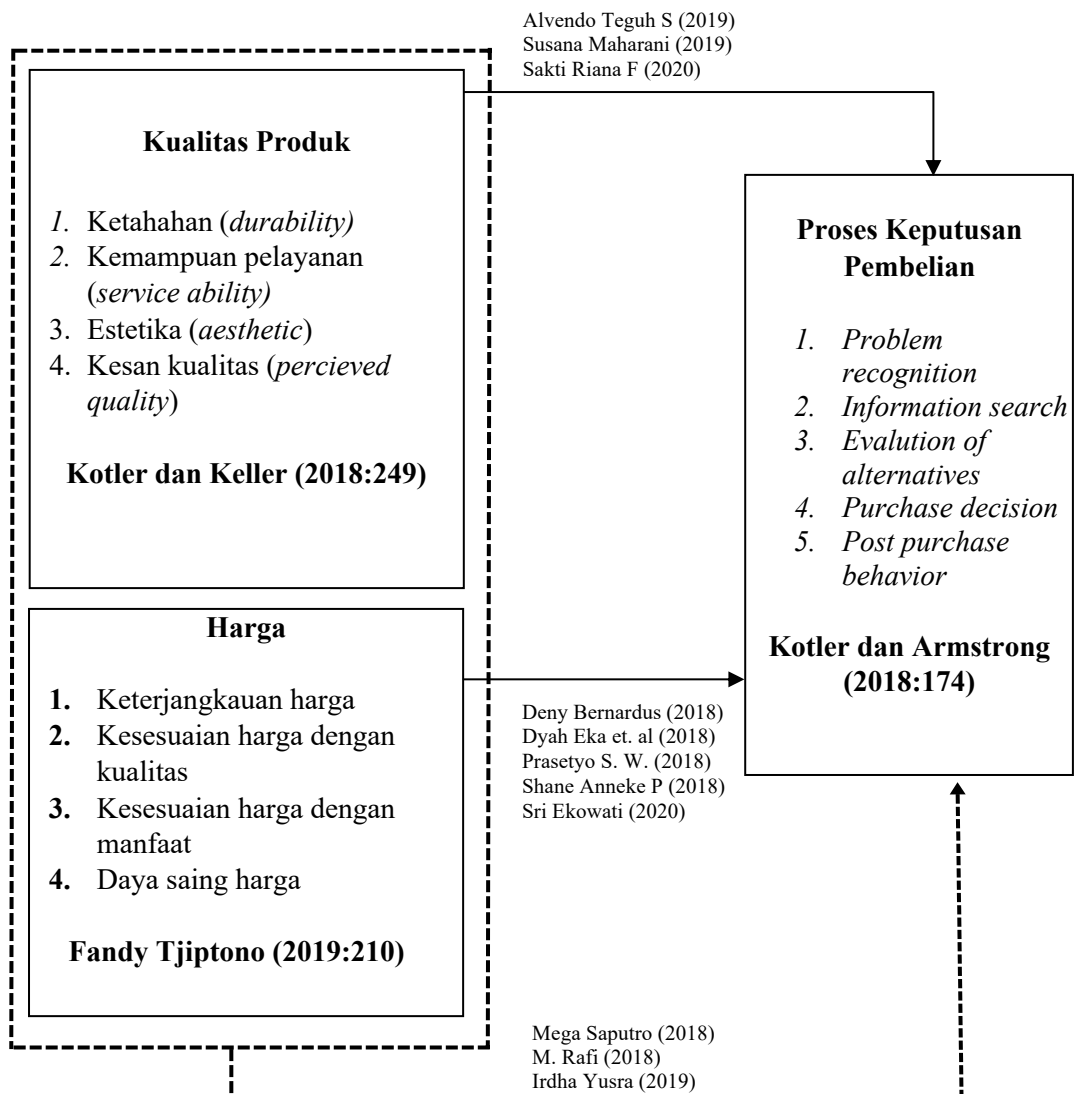 Alvendo Teguh S (2019)
Susana Maharani (2019)
Sakti Riana F (2020)
Kualitas Produk
1. Ketahahan (durability)
2. Kemampuan pelayanan
(service ability)
3. Estetika (aesthetic)
4. Kesan kualitas (percieved
quality)
Kotler dan Keller (2018:249)
Harga
1. Keterjangkauan harga
2. Kesesuaian harga dengan
kualitas
3. Kesesuaian harga dengan
manfaat
4. Daya saing harga
Fandy Tjiptono (2019:210)
Deny Bernardus (2018)
Dyah Eka et. al (2018)
Prasetyo S. W. (2018)
Shane Anneke P (2018)
Sri Ekowati (2020)
Proses Keputusan
Pembelian
1. Problem
recognition
2. Information search
3. Evalution of
alternatives
4. Purchase decision
5. Post purchase
behavior
Kotler dan Armstrong
(2018:174)
Mega Saputro (2018)
M. Rafi (2018)
Irdha Yusra (2019)